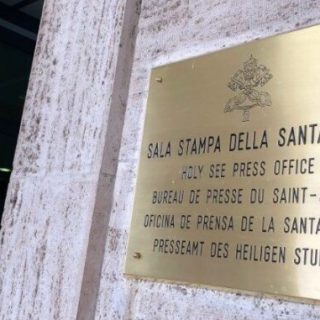 SALA STAMPA DELLA SANTA
HOLY SEE PRESS OFFICE
BUREAU DE PRESSE DU SAINT-
OFICINA DE PRENSA DE LA SANTA
PRESSEAMT DES HEILIGEN STU